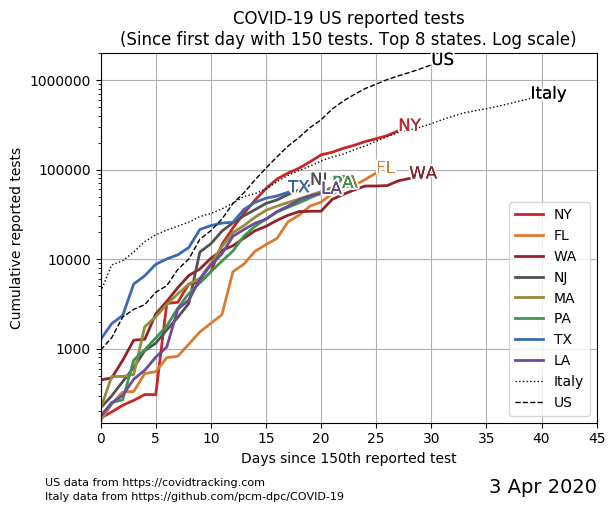 COVID-19 US reported tests
(Since first day with 150 tests. Top 8 states. Log scale)
Cumulative reported tests
1000000
100000
10000
1000
US
Italy
NY
FL
WA
NJ
TX
LA
PA
MA
NY
FL
WA
NJ
MA
PA
TX
LA
Italy
US
0 5 10 15 20 25 30 35 40 45
Days since 150th reported test
US data from https://covidtracking.com
Italy data from https://github.com/pcm-dpc/COVID-19
3 Apr 2020